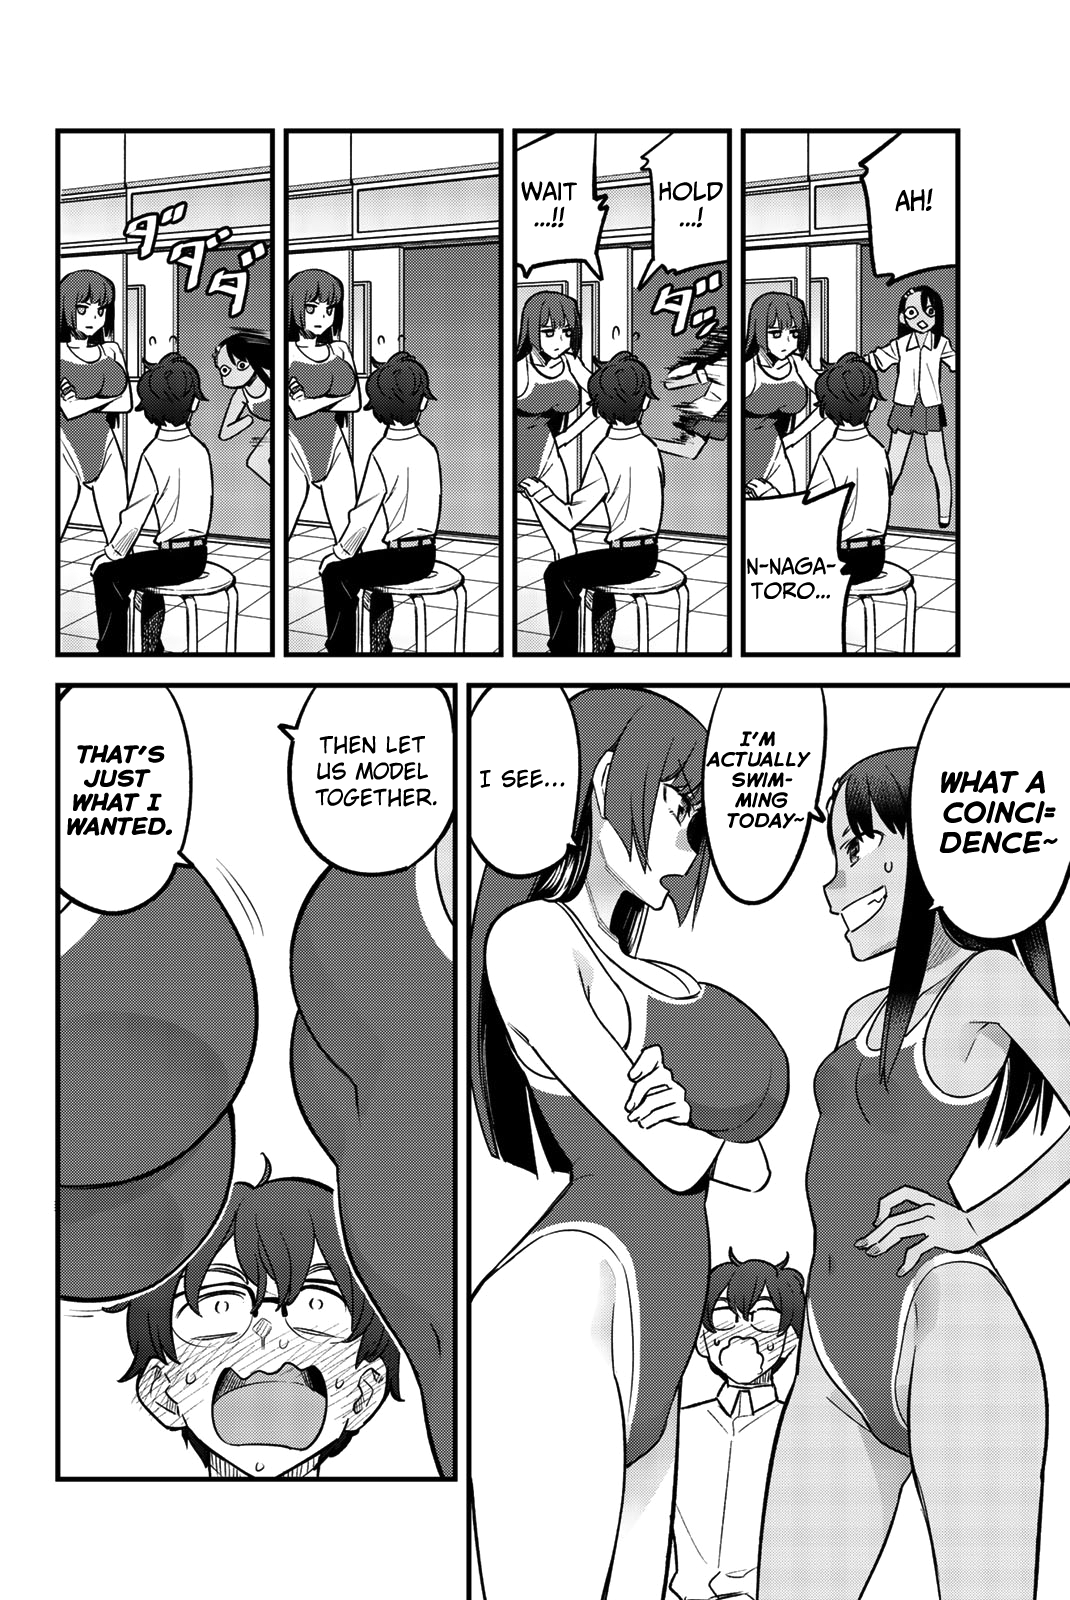 AH!
N-NAGA-
TORO...
HOLD
...!
WAIT
...!!
ダッ
ダダダ
WHAT A
COINCI=
DENCE~
I'M
ACTUALLY
SWIM-
MING
TODAY~
I SEE...
THEN LET
US MODEL
TOGETHER.
THAT'S
JUST
WHAT I
WANTED.